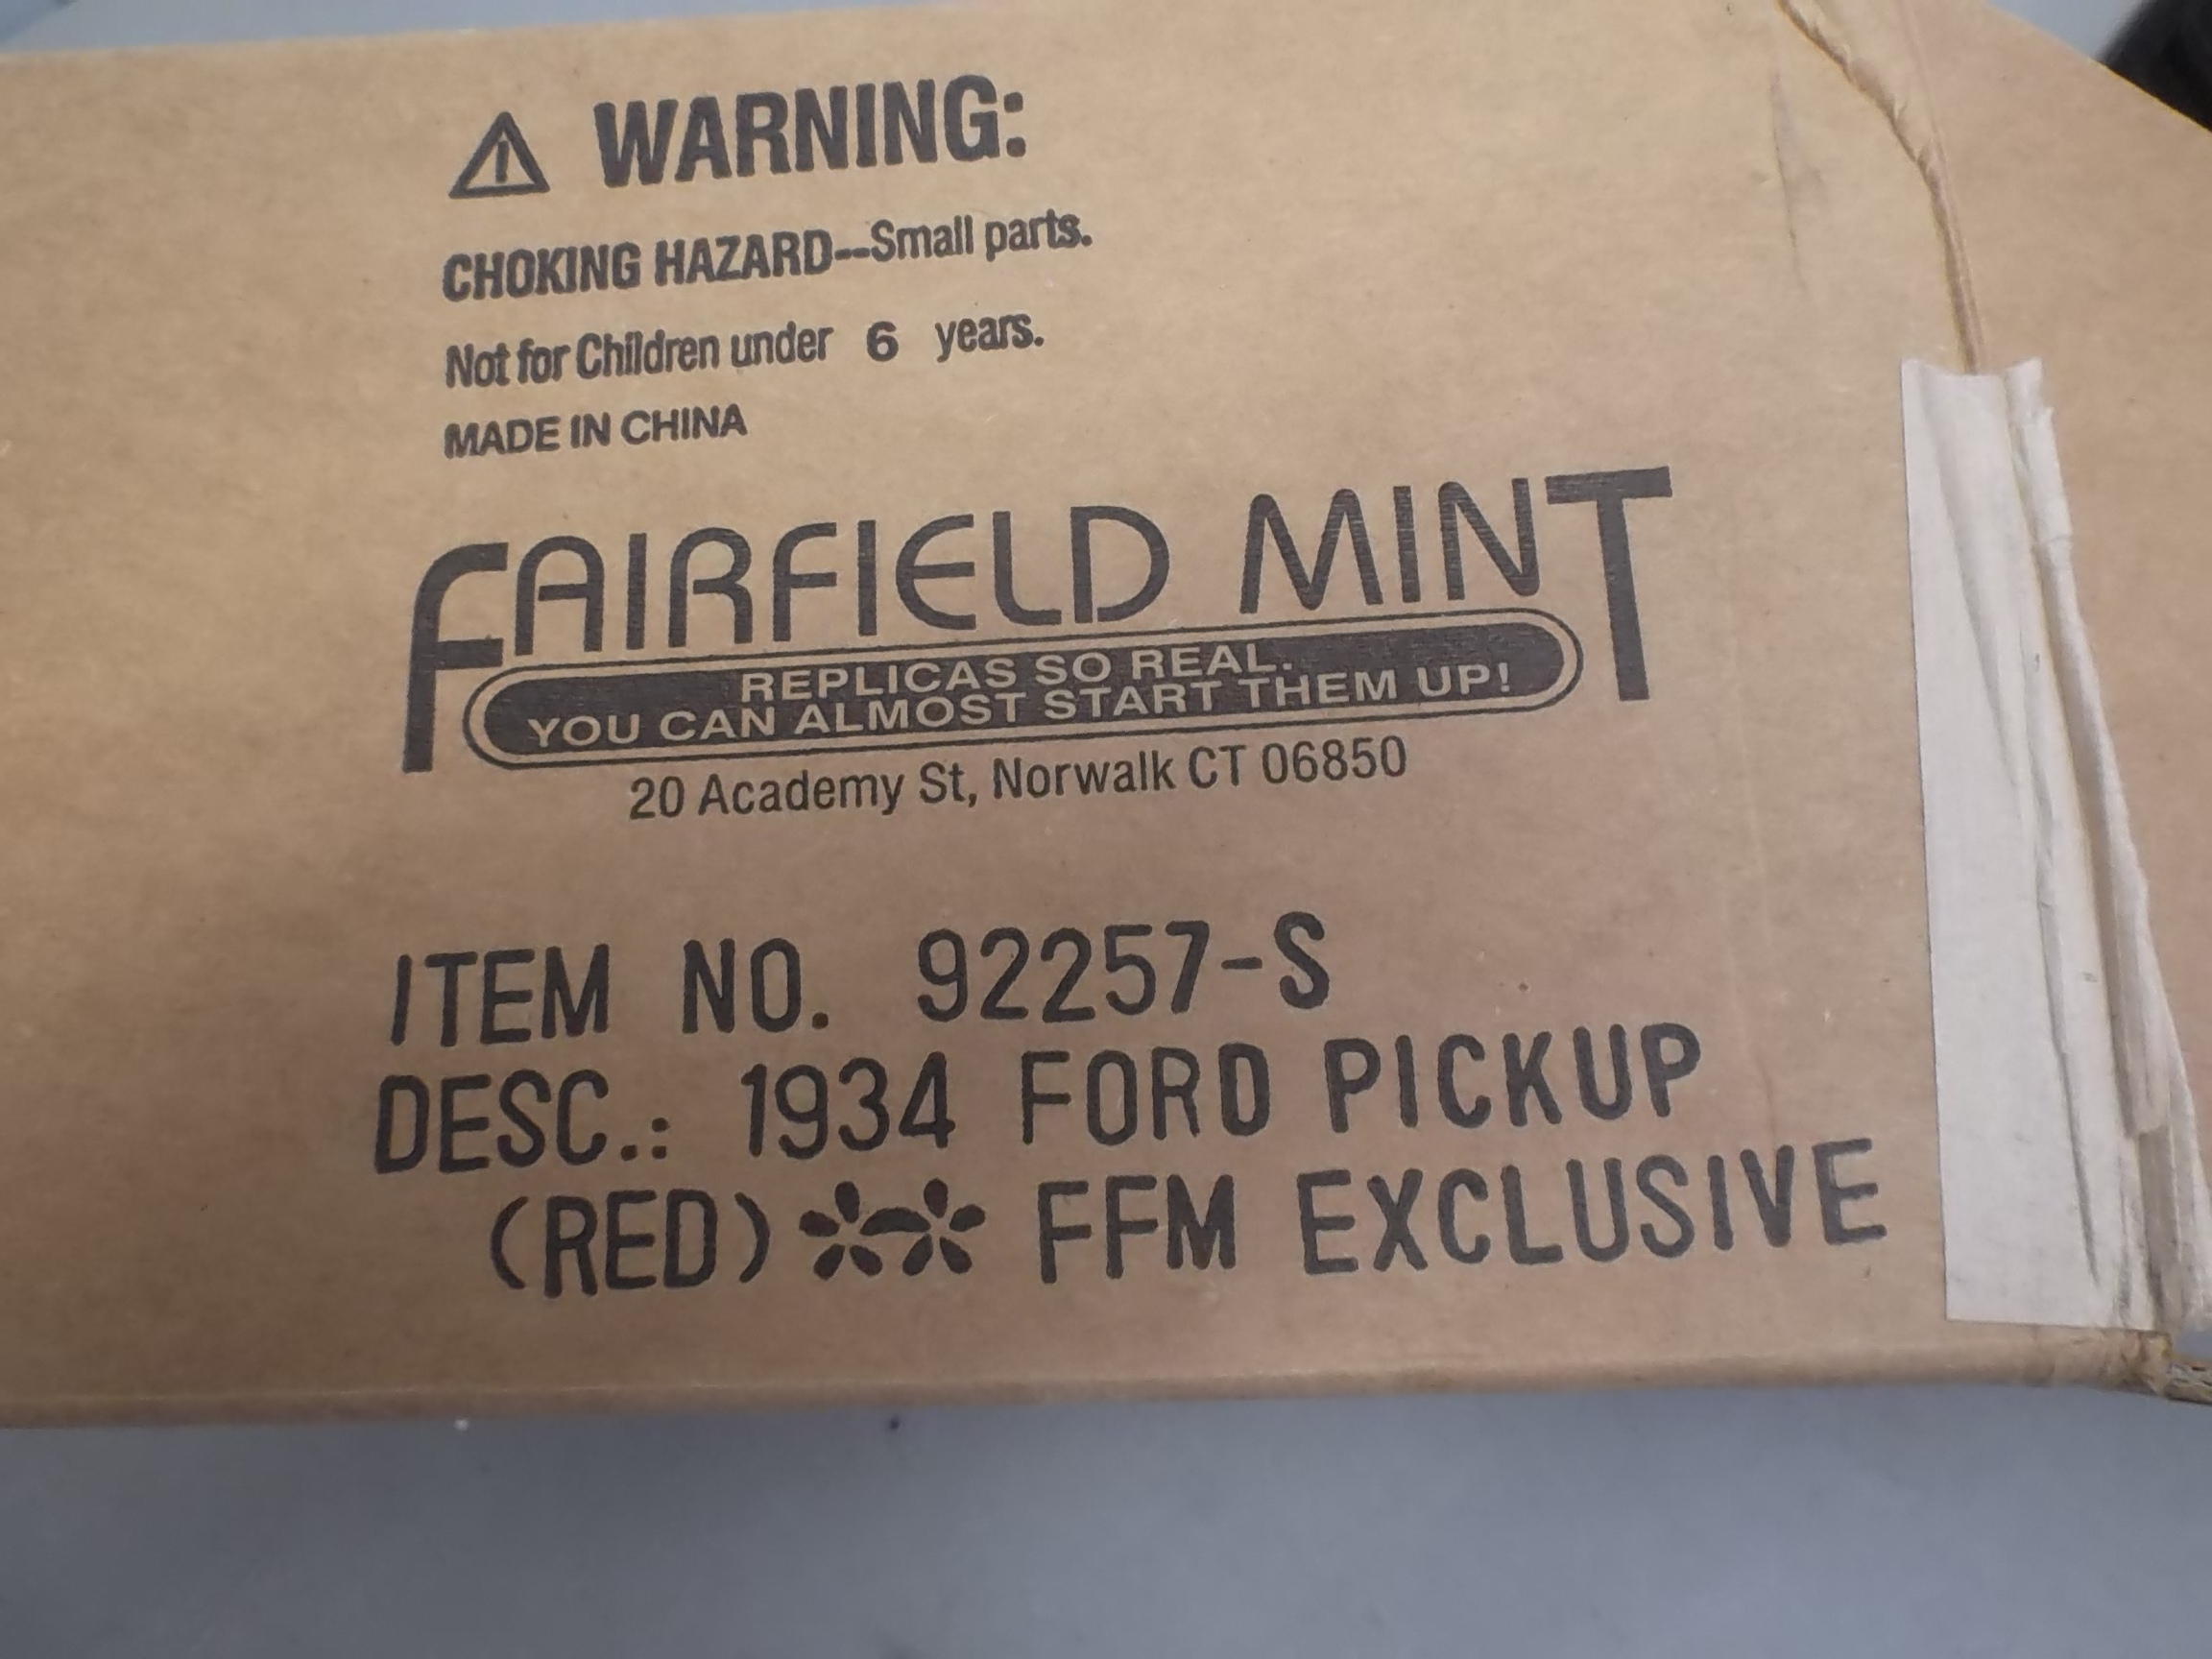 ⚠ WARNING:
CHOKING HAZARD--Small parts.
Not for Children under 6 years.
MADE IN CHINA
FAIRFIELD MINT
REPLICAS SO REAL.
YOU CAN ALMOST START THEM UP!
20 Academy St, Norwalk CT 06850
ITEM NO. 92257-S
DESC.: 1934 FORD PICKUP
(RED)** FFM EXCLUSIVE